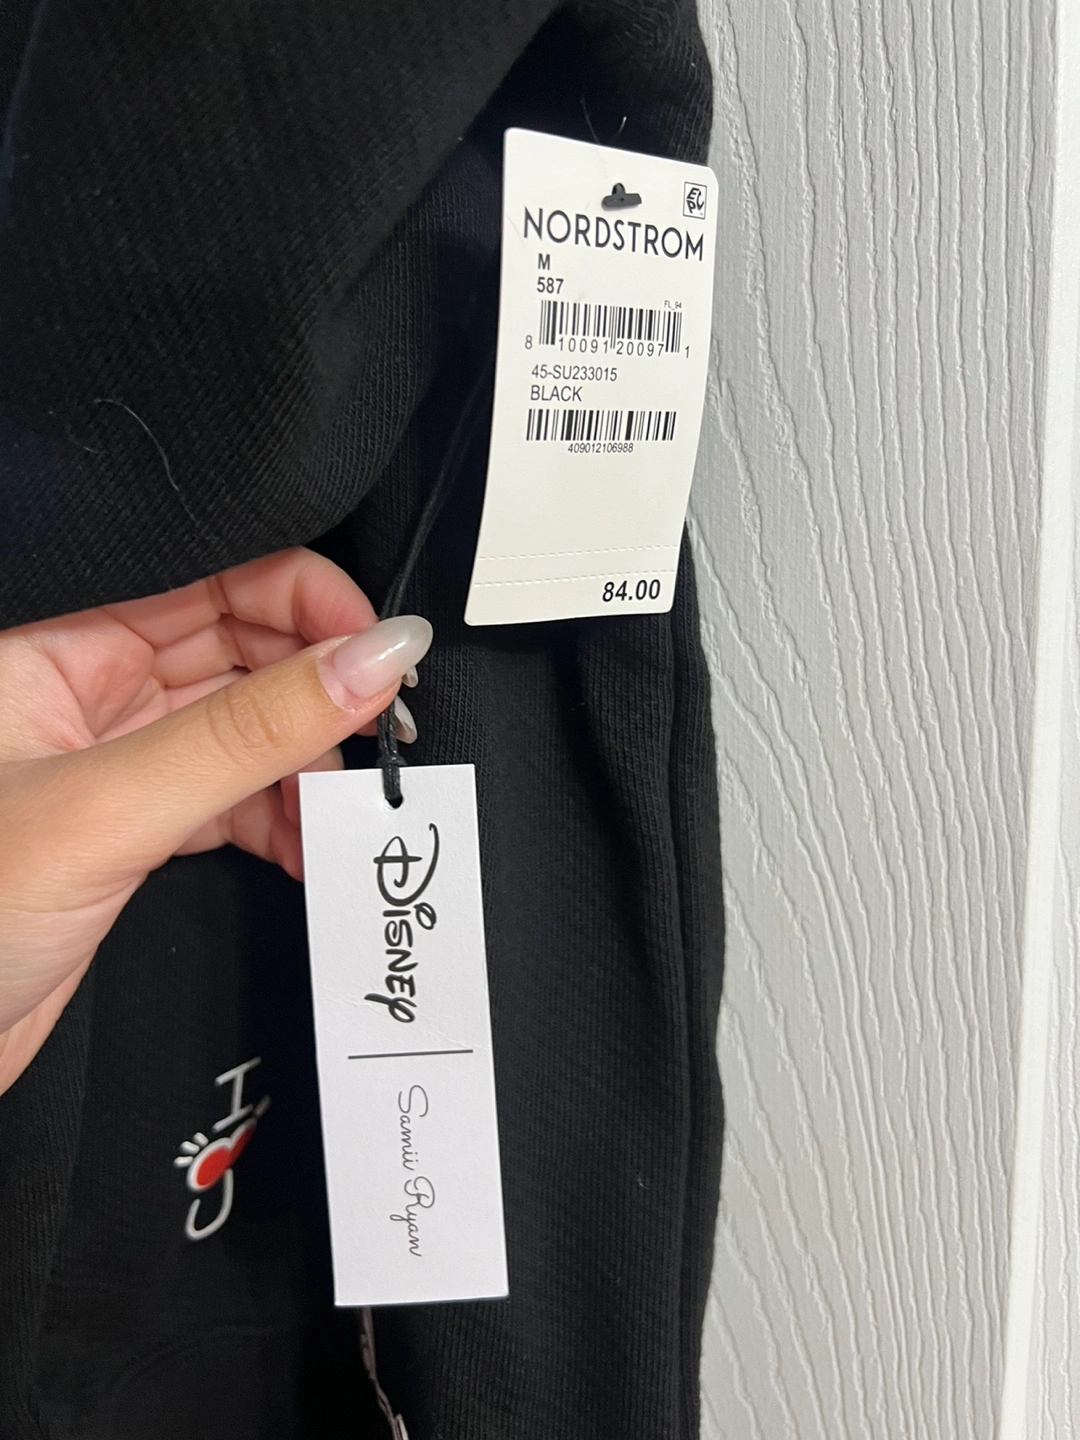 NORDSTROM
M
587
FL_94
8 10091 20097 1
45-SU233015
BLACK
409012106988
84.00
Disney
Samii Ryan
I
U